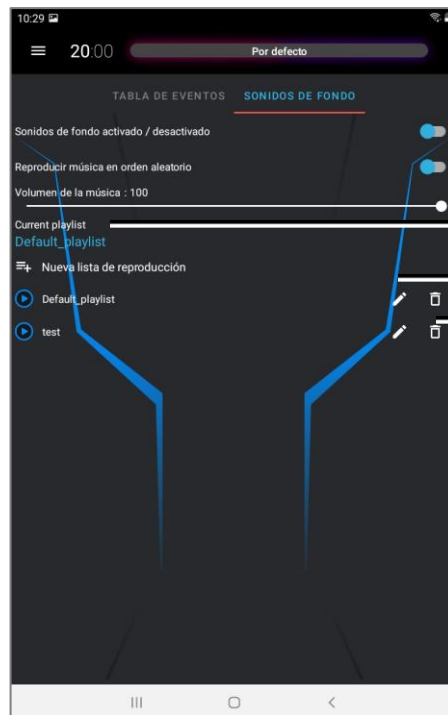 10:29
20:00 Por defecto
TABLA DE EVENTOS SONIDOS DE FONDO
Sonidos de fondo activado / desactivado
Reproducir música en orden aleatorio
Volumen de la música : 100
Current playlist
Default_playlist
Nueva lista de reproducción
Default_playlist
test